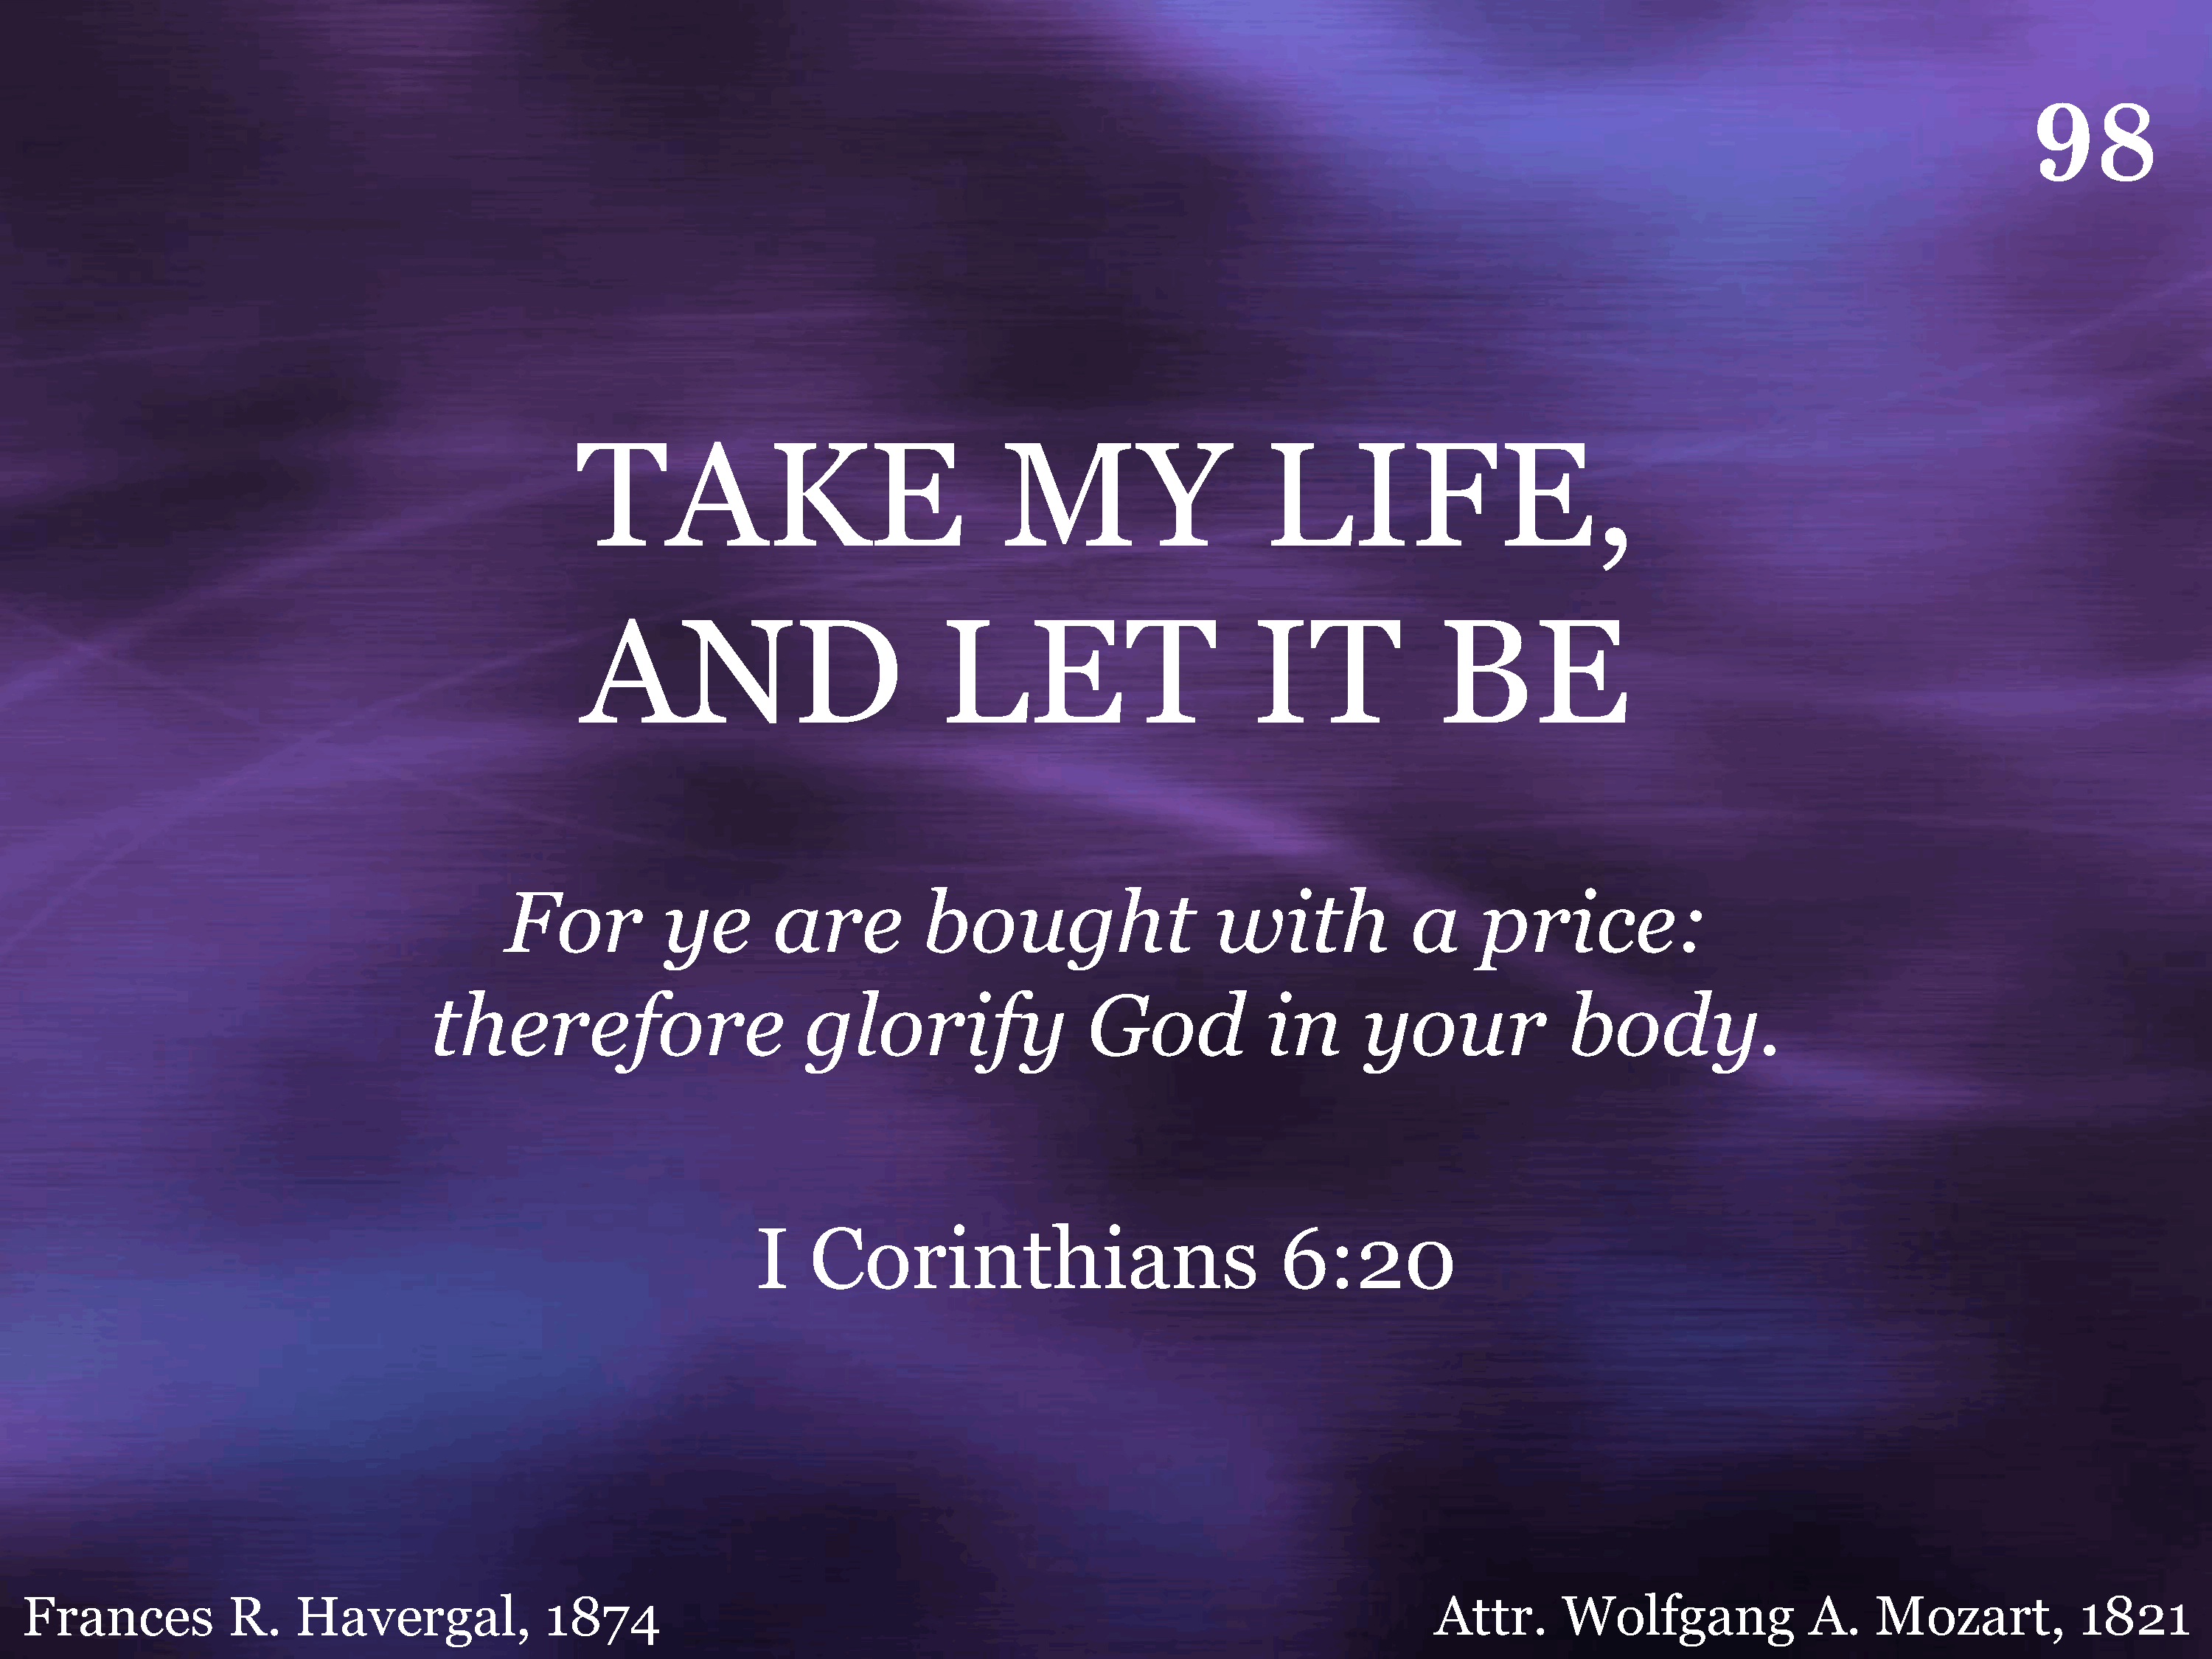 98
TAKE MY LIFE,
AND LET IT BE
For ye are bought with a price:
therefore glorify God in your body.
I Corinthians 6:20
Frances R. Havergal, 1874
Attr. Wolfgang A. Mozart, 1821